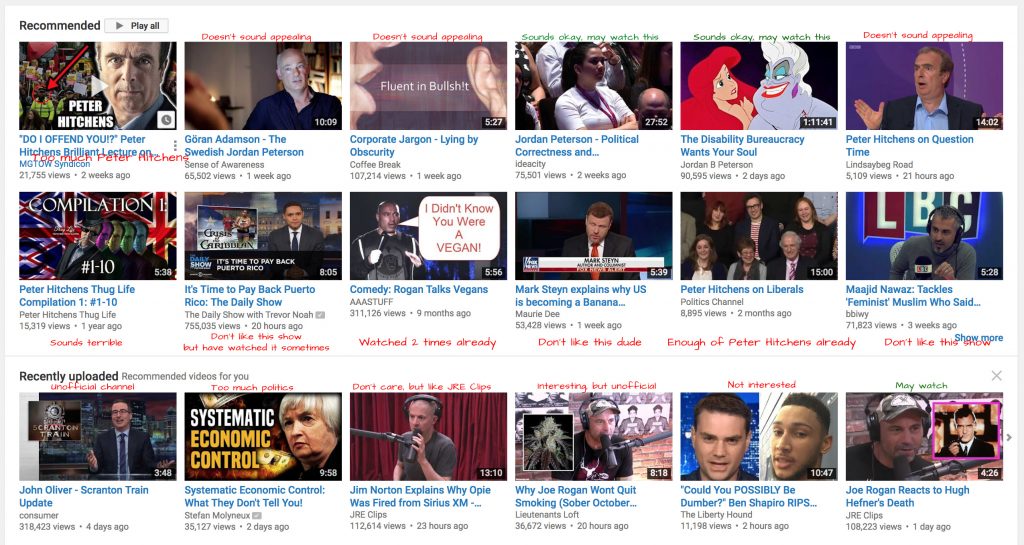 Recommended Play all
Doesn't sound appealing
Doesn't sound appealing
Sounds okay, may watch this
Sounds okay, may watch this
Doesn't sound appealing
PETER
HITCHENS
10:09
Fluent in Bullsh!t
5:27
27:52
1:11:41
14:02
"DO I OFFEND YOU!?" Peter
Hitchens Brilliant Lecture on...
Too much Peter Hitchens
MGTOW Syndicon
21,755 views • 2 weeks ago
Göran Adamson - The
Swedish Jordan Peterson
Sense of Awareness
65,502 views • 1 week ago
Corporate Jargon - Lying by
Obscurity
Coffee Break
107,214 views • 1 week ago
Jordan Peterson - Political
Correctness and...
ideacity
75,501 views • 2 weeks ago
The Disability Bureaucracy
Wants Your Soul
Jordan B Peterson
90,595 views • 2 days ago
Peter Hitchens on Question
Time
Lindsaybeg Road
5,109 views • 21 hours ago
COMPILATION 1:
#1-10
5:38
CRISIS
CARIBBEAN
THE DAILY SHOW
IT'S TIME TO PAY BACK
PUERTO RICO
8:05
I Didn't Know
You Were
A
VEGAN!
5:56
MARK STEYN
AUTHOR AND COLUMNIST
FOX NEWS ALERT
5:39
15:00
LBC
8:28
Peter Hitchens Thug Life
Compilation 1: #1-10
Peter Hitchens Thug Life
15,319 views • 1 year ago
It's Time to Pay Back Puerto
Rico: The Daily Show
The Daily Show with Trevor Noah
755,035 views • 20 hours ago
Comedy: Rogan Talks Vegans
AAASTUFF
311,126 views • 9 months ago
Mark Steyn explains why US
is becoming a Banana...
Maurie Dee
53,428 views • 1 week ago
Peter Hitchens on Liberals
Politics Channel
8,895 views • 2 months ago
Maajid Nawaz: Tackles
'Feminist' Muslim Who Said...
bbiwy
71,823 views • 3 weeks ago
Show more
Sounds terrible
Don't like this show
but have watched it sometimes
Watched 2 times already
Don't like this dude
Enough of Peter Hitchens already
Don't like this show
Recently uploaded Recommended videos for you
Unofficial channel
Too much politics
Don't care, but like JRE Clips
Interesting, but unofficial
Not interested
May watch
SCRANTON
TRAIN
3:48
SYSTEMATIC
ECONOMIC
CONTROL
9:58
13:10
8:18
10:47
4:26
John Oliver - Scranton Train
Update
consumer
318,423 views • 4 days ago
Systematic Economic Control:
What They Don't Tell You!
Stefan Molyneux
35,127 views • 2 days ago
Jim Norton Explains Why Opie
Was Fired from Sirius XM -...
JRE Clips
112,614 views • 23 hours ago
Why Joe Rogan Wont Quit
Smoking (Sober October...
Lieutenants Loft
36,672 views • 20 hours ago
"Could You POSSIBLY Be
Dumber?" Ben Shapiro RIPS...
The Liberty Hound
11,198 views • 2 hours ago
Joe Rogan Reacts to Hugh
Hefner's Death
JRE Clips
108,223 views • 1 day ago